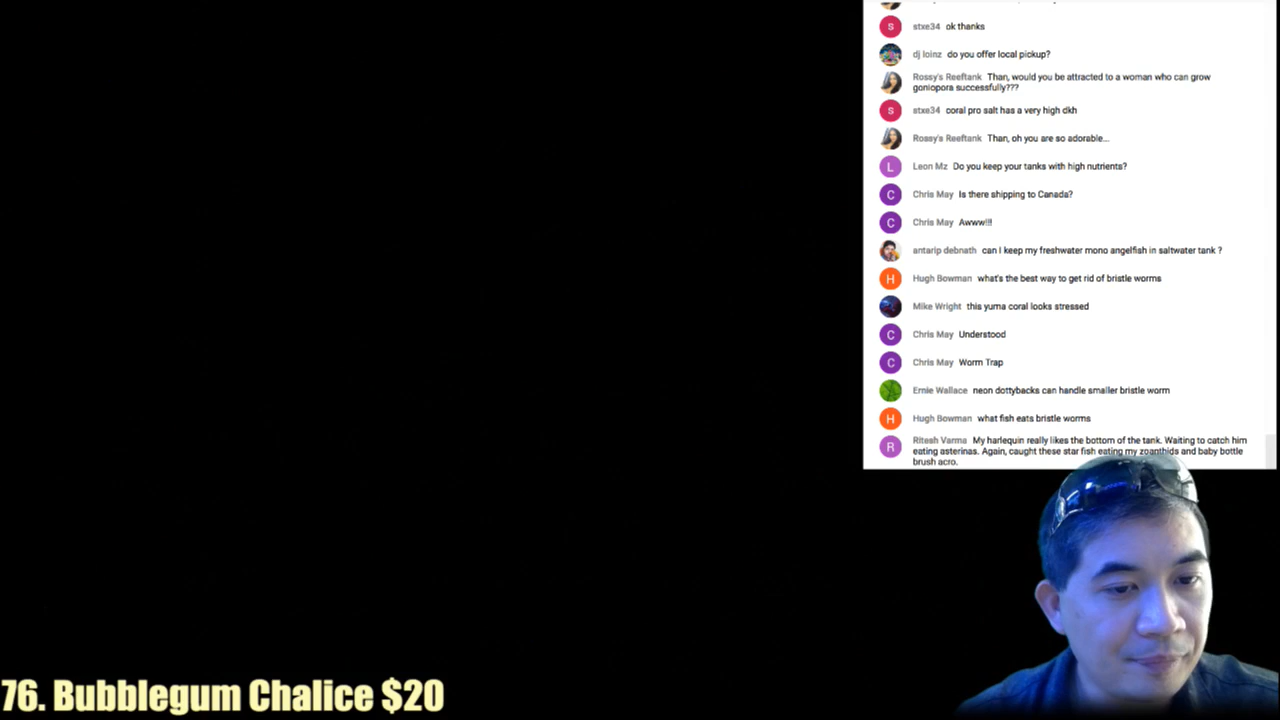 stxe34 ok thanks
dj loinz do you offer local pickup?
Rossy's Reeftank Than, would you be attracted to a woman who can grow
goniopora successfully???
stxe34 coral pro salt has a very high dkh
Rossy's Reeftank Than, oh you are so adorable...
Leon Mz Do you keep your tanks with high nutrients?
Chris May Is there shipping to Canada?
Chris May Awww!!!
antarip debnath can I keep my freshwater mono angelfish in saltwater tank ?
Hugh Bowman what's the best way to get rid of bristle worms
Mike Wright this yuma coral looks stressed
Chris May Understood
Chris May Worm Trap
Ernie Wallace neon dottybacks can handle smaller bristle worm
Hugh Bowman what fish eats bristle worms
Ritesh Varma My harlequin really likes the bottom of the tank. Waiting to catch him
eating asterinas. Again, caught these star fish eating my zoanthids and baby bottle
brush acro.
76. Bubblegum Chalice $20